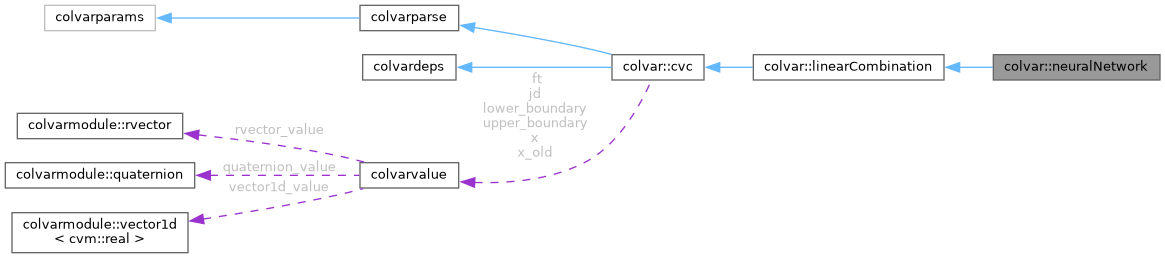 colvarparams
colvarparse
colvardeps
colvar::cvc
colvar::linearCombination
colvar::neuralNetwork
ft
jd
lower_boundary
upper_boundary
x
x_old
colvarmodule::rvector
rvector_value
colvarmodule::quaternion
quaternion_value
colvarvalue
vector1d_value
colvarmodule::vector1d
< cvm::real >